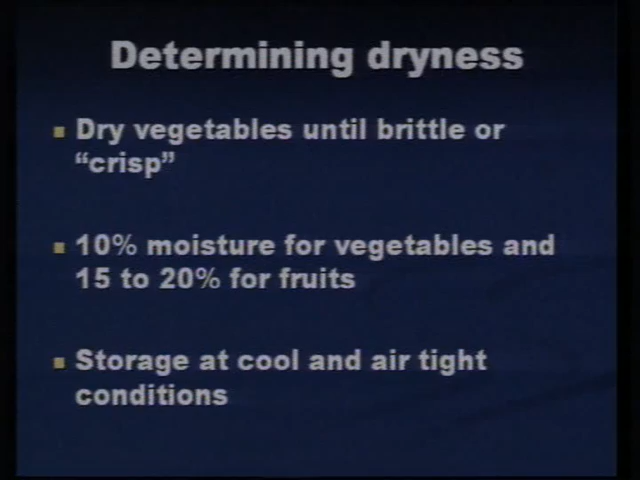 Determining dryness
Dry vegetables until brittle or
“crisp”
10% moisture for vegetables and
15 to 20% for fruits
Storage at cool and air tight
conditions